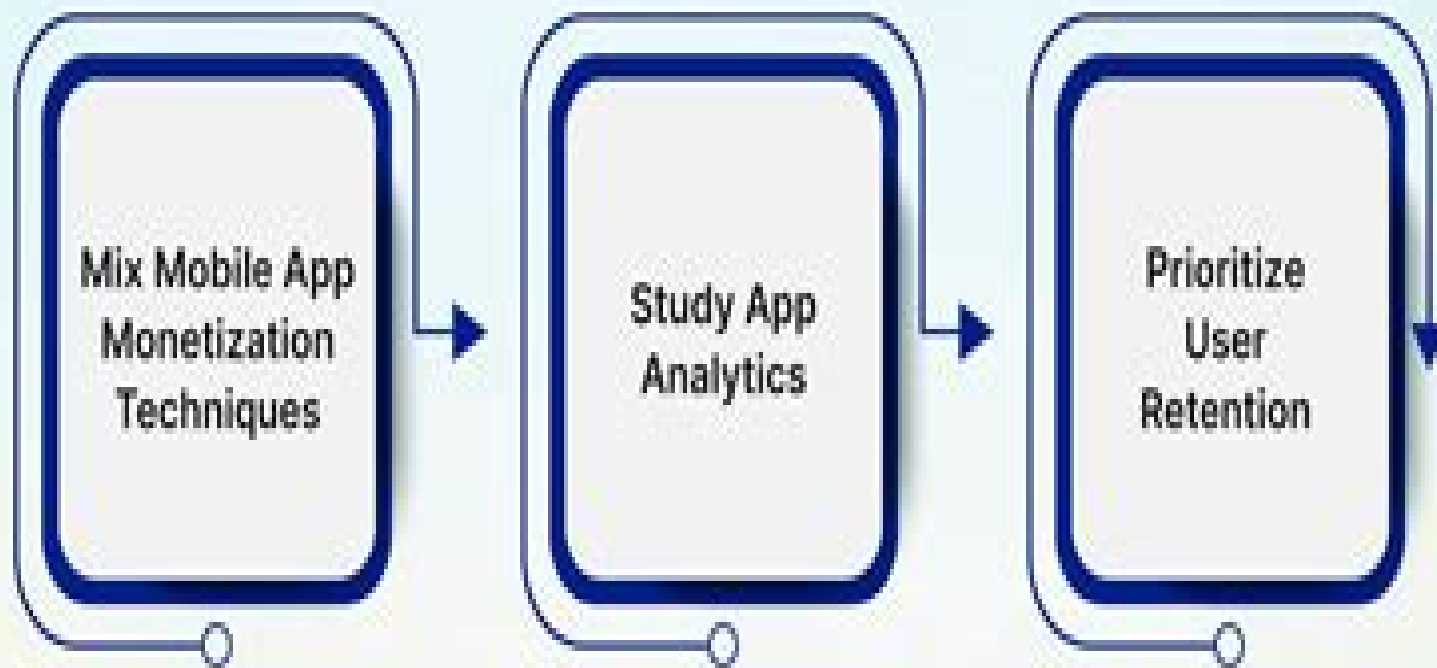 Mix Mobile App
Monetization
Techniques
Study App
Analytics
Prioritize
User
Retention